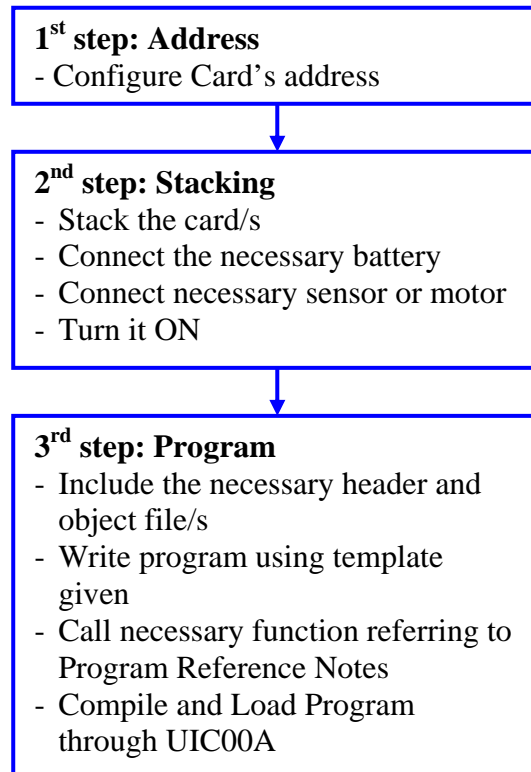 1st step: Address
- Configure Card’s address
2nd step: Stacking
- Stack the card/s
- Connect the necessary battery
- Connect necessary sensor or motor
- Turn it ON
3rd step: Program
- Include the necessary header and
object file/s
- Write program using template
given
- Call necessary function referring to
Program Reference Notes
- Compile and Load Program
through UIC00A